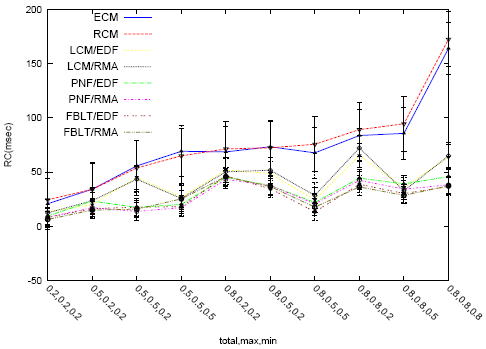 200
150
100
50
0
-50
RC(msec)
ECM
RCM
LCM/EDF
LCM/RMA
PNF/EDF
PNF/RMA
FBLT/EDF
FBLT/RMA
0.2,0.2,0.2
0.5,0.2,0.2
0.5,0.5,0.2
0.5,0.5,0.5
0.8,0.2,0.2
0.8,0.5,0.2
0.8,0.5,0.5
0.8,0.8,0.2
0.8,0.8,0.5
0.8,0.8,0.8
total,max,min